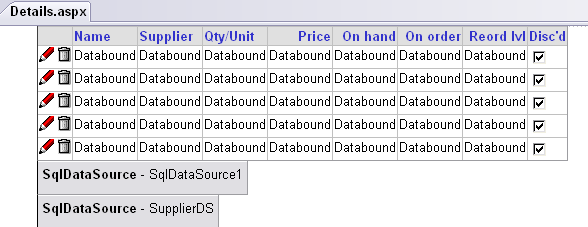 Details.aspx
Name Supplier Qty/Unit Price On hand On order Reord lvl Disc'd
Databound Databound Databound Databound Databound Databound Databound
Databound Databound Databound Databound Databound Databound Databound
Databound Databound Databound Databound Databound Databound Databound
Databound Databound Databound Databound Databound Databound Databound
Databound Databound Databound Databound Databound Databound Databound
SqlDataSource - SqlDataSource1
SqlDataSource - SupplierDS